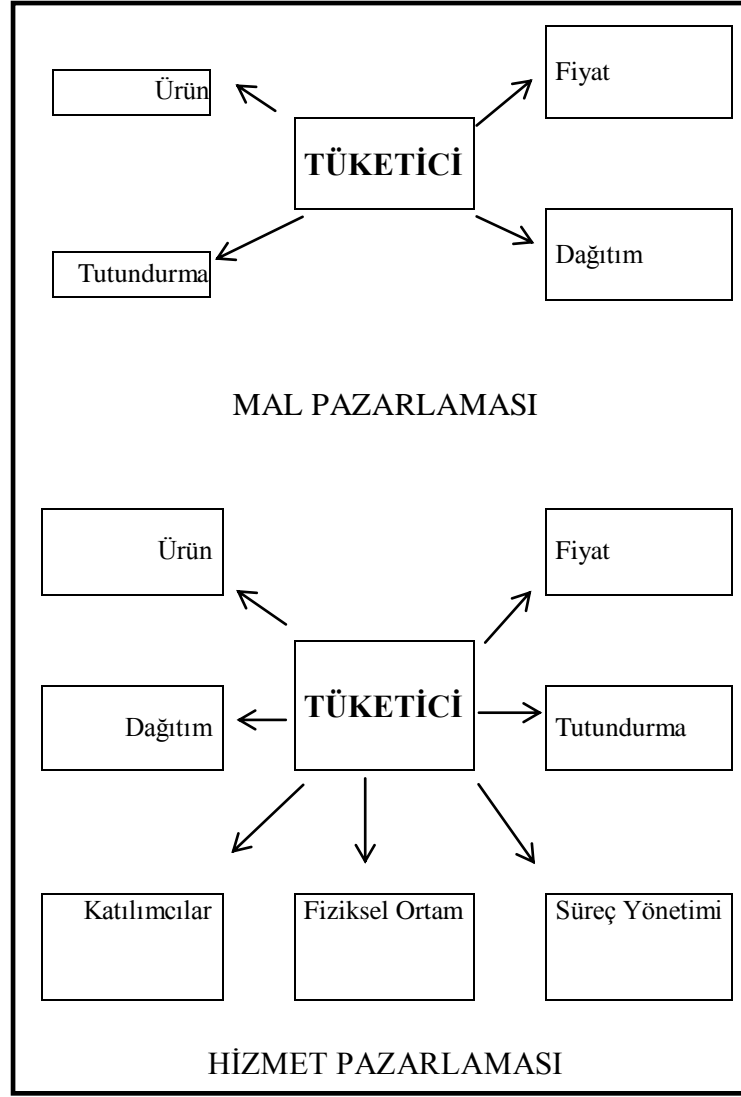 Ürün
Fiyat
TÜKETİCİ
Tutundurma
Dağıtım
MAL PAZARLAMASI
Ürün
Fiyat
TÜKETİCİ
Dağıtım
Tutundurma
Katılımcılar
Fiziksel Ortam
Süreç Yönetimi
HİZMET PAZARLAMASI